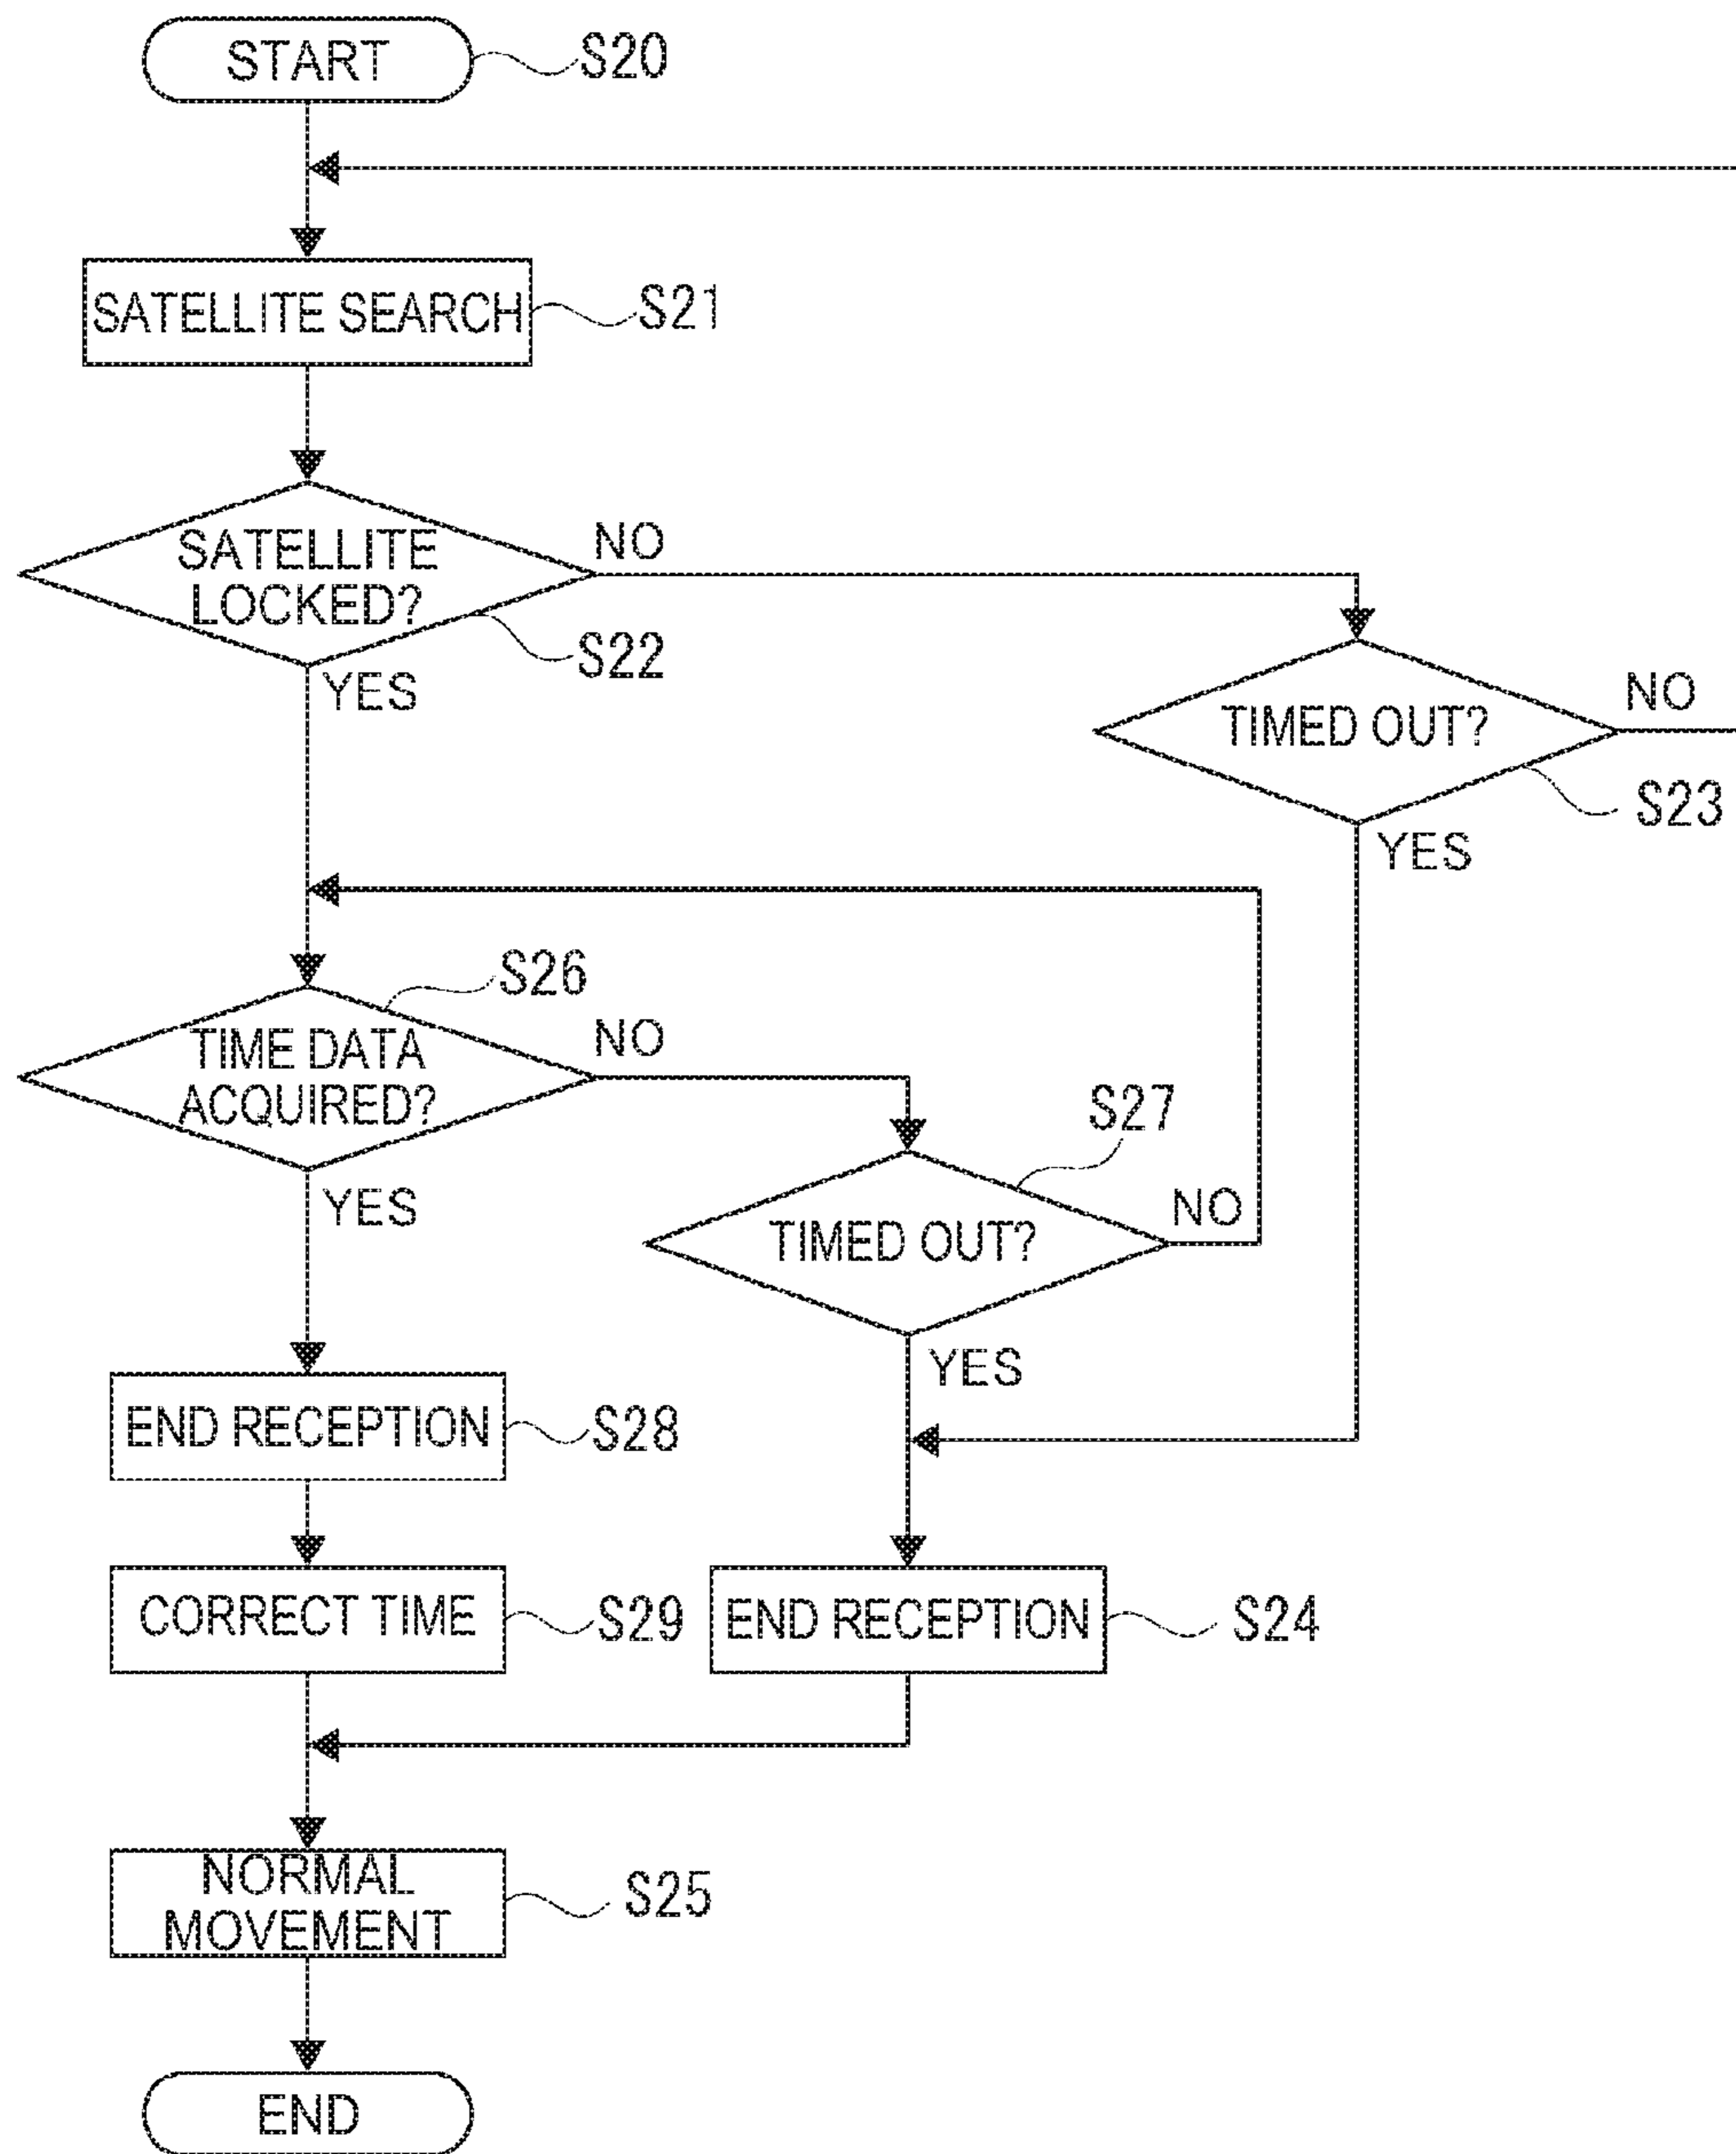 START
S20
SATELLITE SEARCH
S21
SATELLITE
LOCKED?
NO
S22
YES
TIMED OUT?
NO
S23
YES
S26
TIME DATA
ACQUIRED?
NO
YES
S27
TIMED OUT?
NO
YES
END RECEPTION
S28
CORRECT TIME
S29
END RECEPTION
S24
NORMAL
MOVEMENT
S25
END